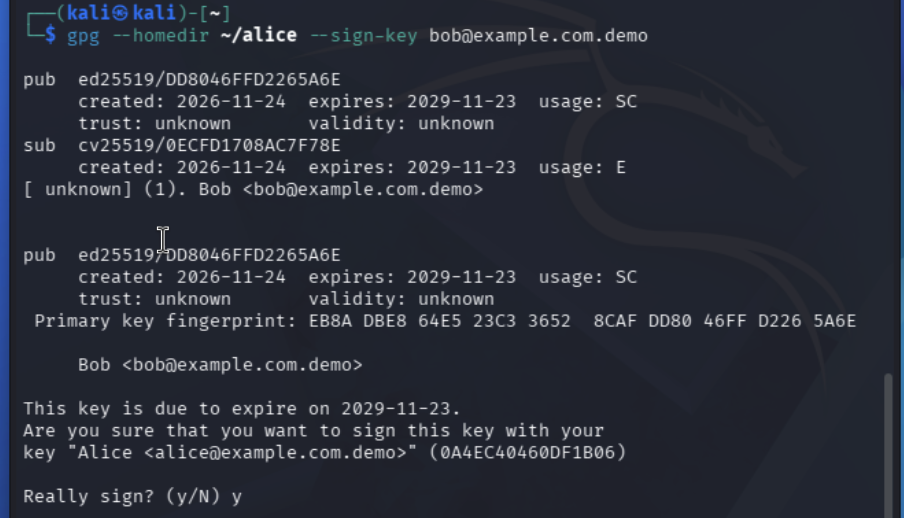 ┌──(kali㉿kali)-[~]
└─$ gpg --homedir ~/alice --sign-key bob@example.com.demo
pub  ed25519/DD8046FFD2265A6E
     created: 2026-11-24  expires: 2029-11-23  usage: SC
     trust: unknown       validity: unknown
sub  cv25519/0ECFD1708AC7F78E
     created: 2026-11-24  expires: 2029-11-23  usage: E
[ unknown] (1). Bob <bob@example.com.demo>
pub  ed25519/DD8046FFD2265A6E
     created: 2026-11-24  expires: 2029-11-23  usage: SC
     trust: unknown       validity: unknown
 Primary key fingerprint: EB8A DBE8 64E5 23C3 3652  8CAF DD80 46FF D226 5A6E
     Bob <bob@example.com.demo>
This key is due to expire on 2029-11-23.
Are you sure that you want to sign this key with your
key "Alice <alice@example.com.demo>" (0A4EC40460DF1B06)
Really sign? (y/N) y